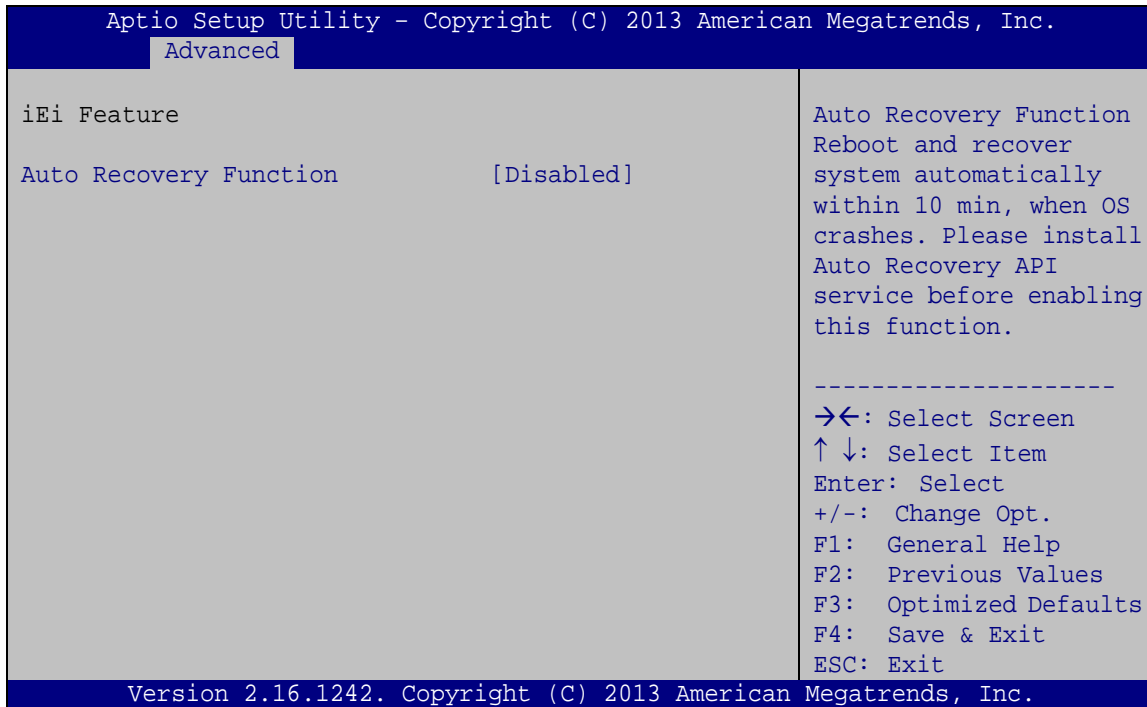 Aptio Setup Utility – Copyright (C) 2013 American Megatrends, Inc.
Advanced
iEi Feature
Auto Recovery Function [Disabled]
Auto Recovery Function
Reboot and recover
system automatically
within 10 min, when OS
crashes. Please install
Auto Recovery API
service before enabling
this function.
---------------------
→←: Select Screen
↑ ↓: Select Item
Enter: Select
+/-: Change Opt.
F1: General Help
F2: Previous Values
F3: Optimized Defaults
F4: Save & Exit
ESC: Exit
Version 2.16.1242. Copyright (C) 2013 American Megatrends, Inc.